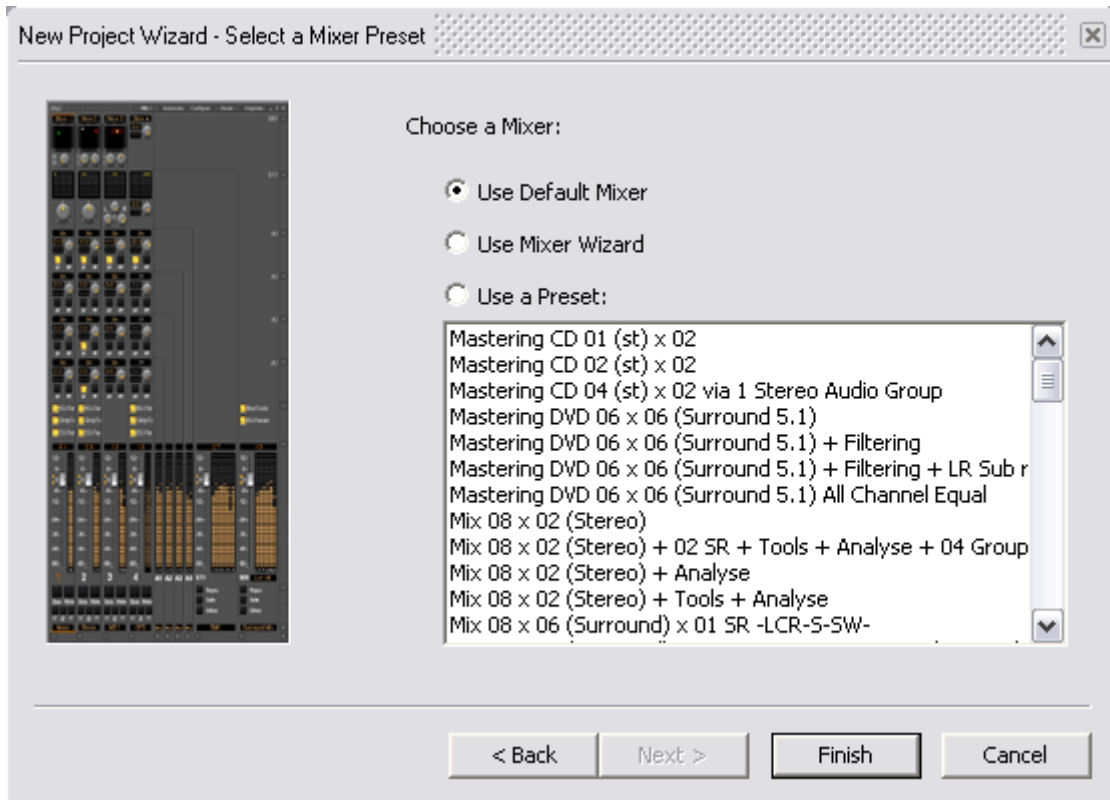 New Project Wizard - Select a Mixer Preset
Choose a Mixer:
Use Default Mixer
Use Mixer Wizard
Use a Preset:
Mastering CD 01 (st) x 02
Mastering CD 02 (st) x 02
Mastering CD 04 (st) x 02 via 1 Stereo Audio Group
Mastering DVD 06 x 06 (Surround 5.1)
Mastering DVD 06 x 06 (Surround 5.1) + Filtering
Mastering DVD 06 x 06 (Surround 5.1) + Filtering + LR Sub r
Mastering DVD 06 x 06 (Surround 5.1) All Channel Equal
Mix 08 x 02 (Stereo)
Mix 08 x 02 (Stereo) + 02 SR + Tools + Analyse + 04 Group
Mix 08 x 02 (Stereo) + Analyse
Mix 08 x 02 (Stereo) + Tools + Analyse
Mix 08 x 06 (Surround) x 01 SR -LCR-S-SW-
< Back
Next >
Finish
Cancel